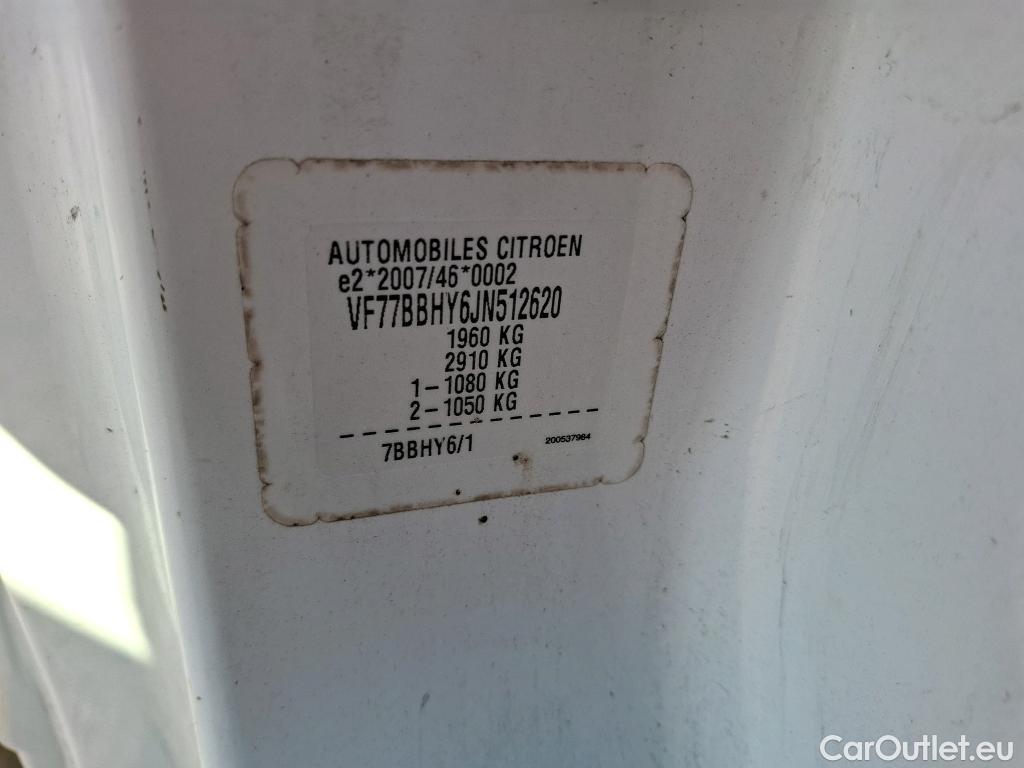 AUTOMOBILES CITROEN
e2*2007/46*0002
VF77BBHY6JN512620
1960 KG
2910 KG
1-1080 KG
2-1050 KG
7BBHY6/1
200537984
CarOutlet.eu